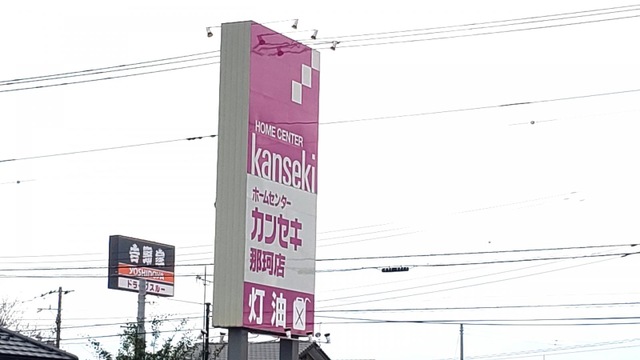 HOME CENTER
kanseki
ホームセンター
カンセキ
那珂店
灯油
吉野家
YOSHINOYA
ドライブスルー